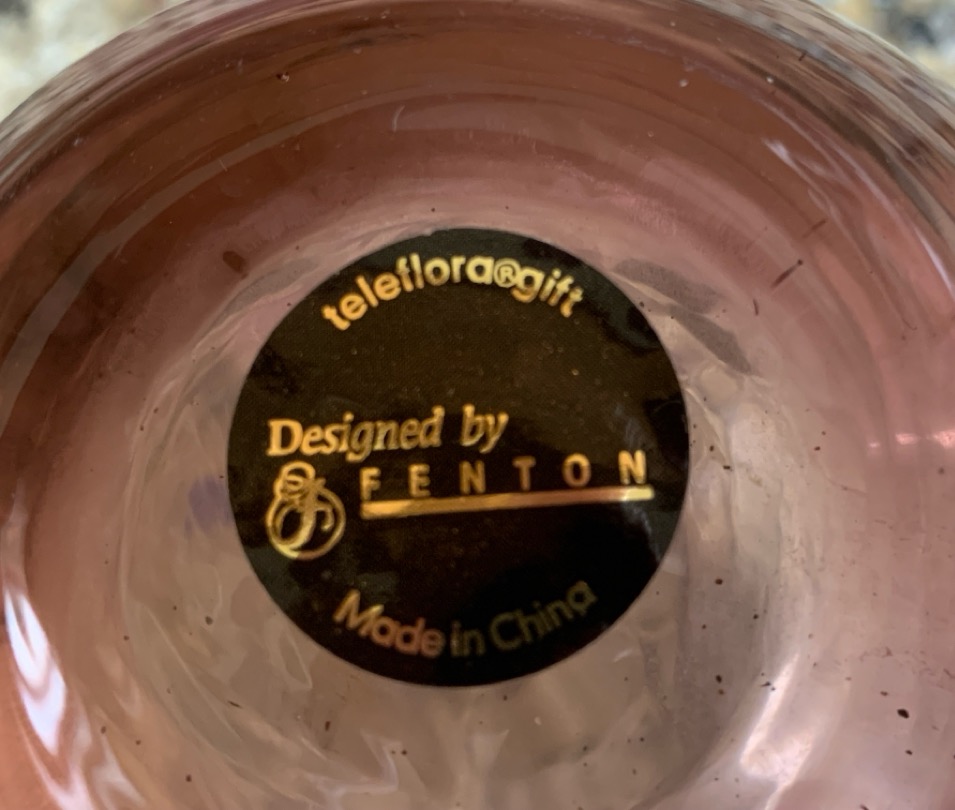 teleflora®gift
Designed by
FENTON
Made in China